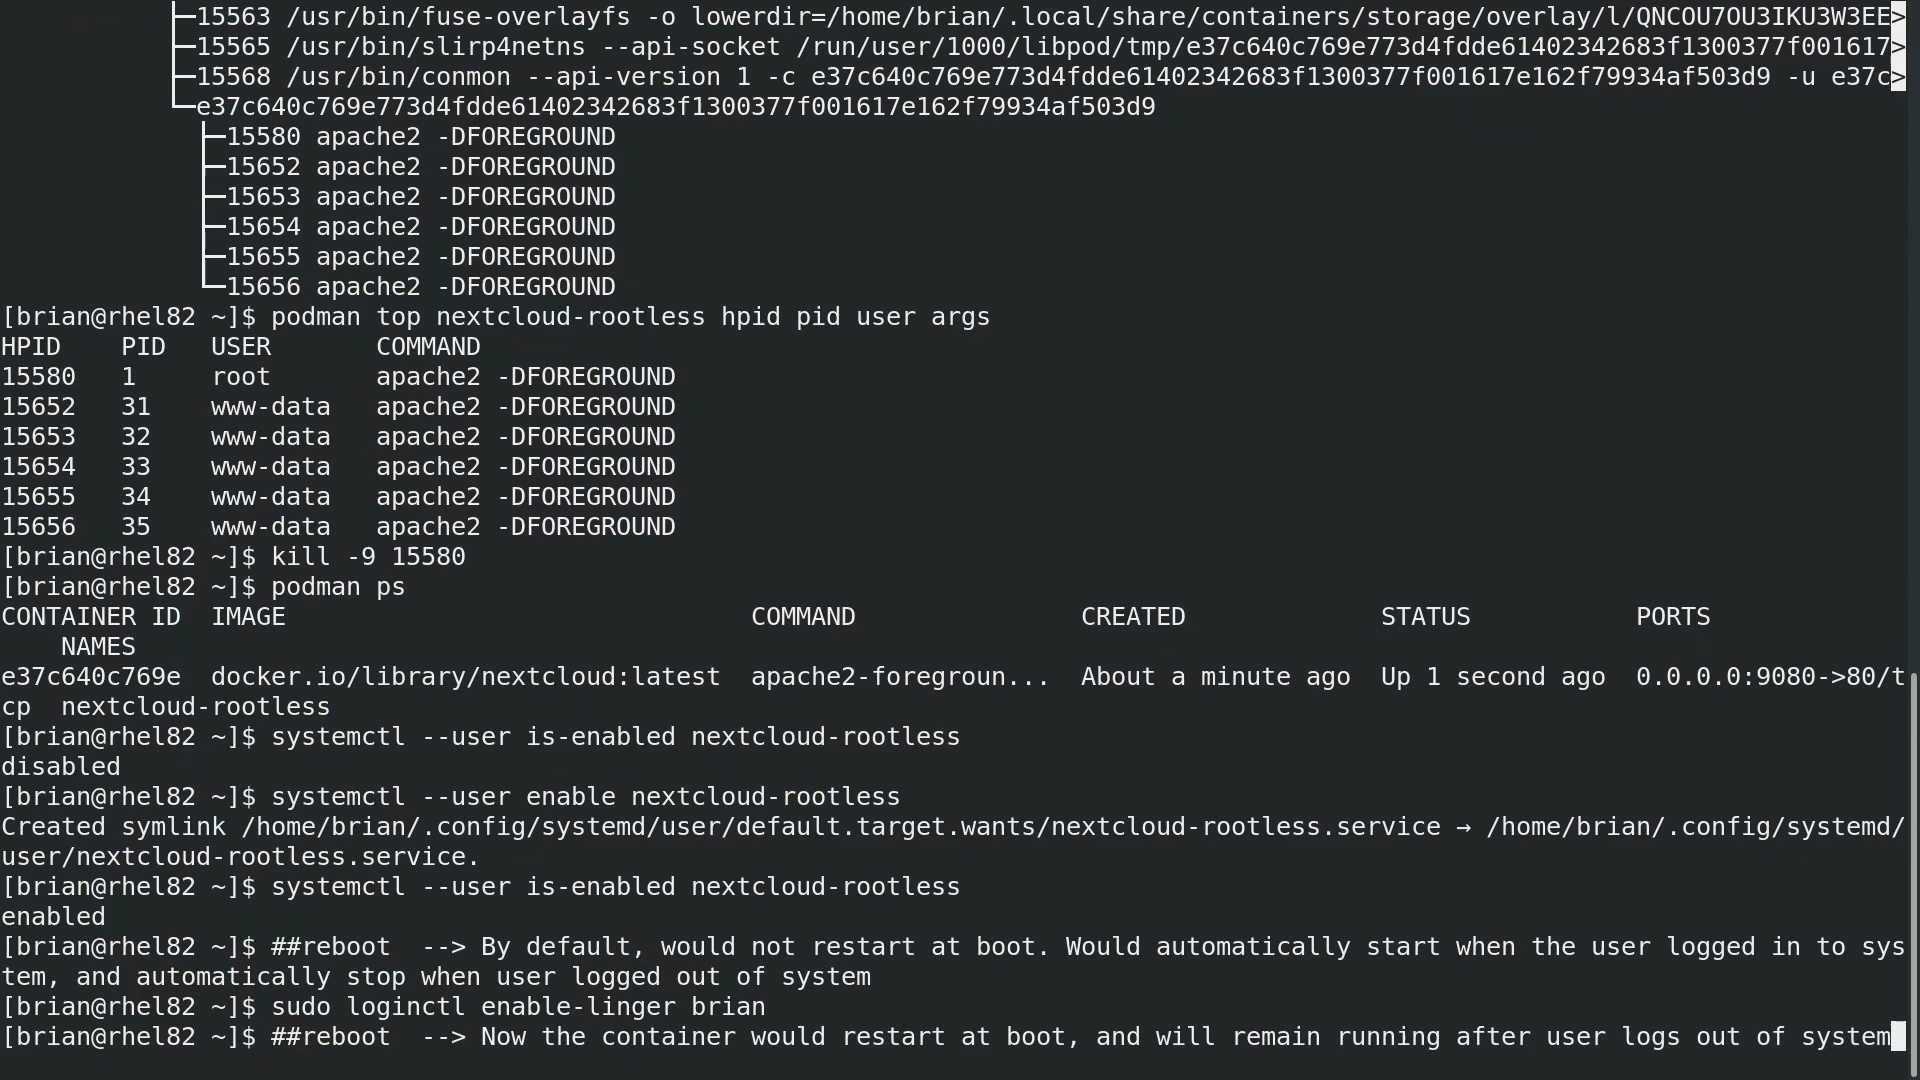 ├─15563 /usr/bin/fuse-overlayfs -o lowerdir=/home/brian/.local/share/containers/storage/overlay/l/QNCOU7OU3IKU3W3EE>
├─15565 /usr/bin/slirp4netns --api-socket /run/user/1000/libpod/tmp/e37c640c769e773d4fdde61402342683f1300377f001617>
├─15568 /usr/bin/conmon --api-version 1 -c e37c640c769e773d4fdde61402342683f1300377f001617e162f79934af503d9 -u e37c>
└─e37c640c769e773d4fdde61402342683f1300377f001617e162f79934af503d9
├─15580 apache2 -DFOREGROUND
├─15652 apache2 -DFOREGROUND
├─15653 apache2 -DFOREGROUND
├─15654 apache2 -DFOREGROUND
├─15655 apache2 -DFOREGROUND
└─15656 apache2 -DFOREGROUND
[brian@rhel82 ~]$ podman top nextcloud-rootless hpid pid user args
HPID    PID   USER       COMMAND
15580   1     root       apache2 -DFOREGROUND
15652   31    www-data   apache2 -DFOREGROUND
15653   32    www-data   apache2 -DFOREGROUND
15654   33    www-data   apache2 -DFOREGROUND
15655   34    www-data   apache2 -DFOREGROUND
15656   35    www-data   apache2 -DFOREGROUND
[brian@rhel82 ~]$ kill -9 15580
[brian@rhel82 ~]$ podman ps
CONTAINER ID  IMAGE                               COMMAND               CREATED             STATUS           PORTS
    NAMES
e37c640c769e  docker.io/library/nextcloud:latest  apache2-foregroun...  About a minute ago  Up 1 second ago  0.0.0.0:9080->80/t
cp  nextcloud-rootless
[brian@rhel82 ~]$ systemctl --user is-enabled nextcloud-rootless
disabled
[brian@rhel82 ~]$ systemctl --user enable nextcloud-rootless
Created symlink /home/brian/.config/systemd/user/default.target.wants/nextcloud-rootless.service → /home/brian/.config/systemd/
user/nextcloud-rootless.service.
[brian@rhel82 ~]$ systemctl --user is-enabled nextcloud-rootless
enabled
[brian@rhel82 ~]$ ##reboot  --> By default, would not restart at boot. Would automatically start when the user logged in to sys
tem, and automatically stop when user logged out of system
[brian@rhel82 ~]$ sudo loginctl enable-linger brian
[brian@rhel82 ~]$ ##reboot  --> Now the container would restart at boot, and will remain running after user logs out of system